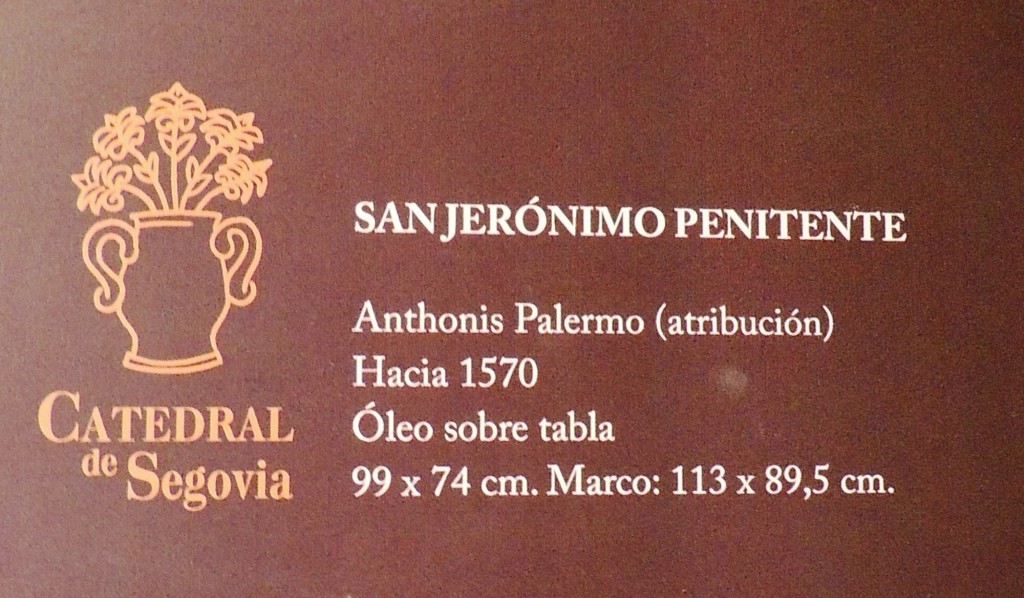 CATEDRAL
de Segovia
SAN JERÓNIMO PENITENTE
Anthonis Palermo (atribución)
Hacia 1570
Óleo sobre tabla
99 x 74 cm. Marco: 113 x 89,5 cm.